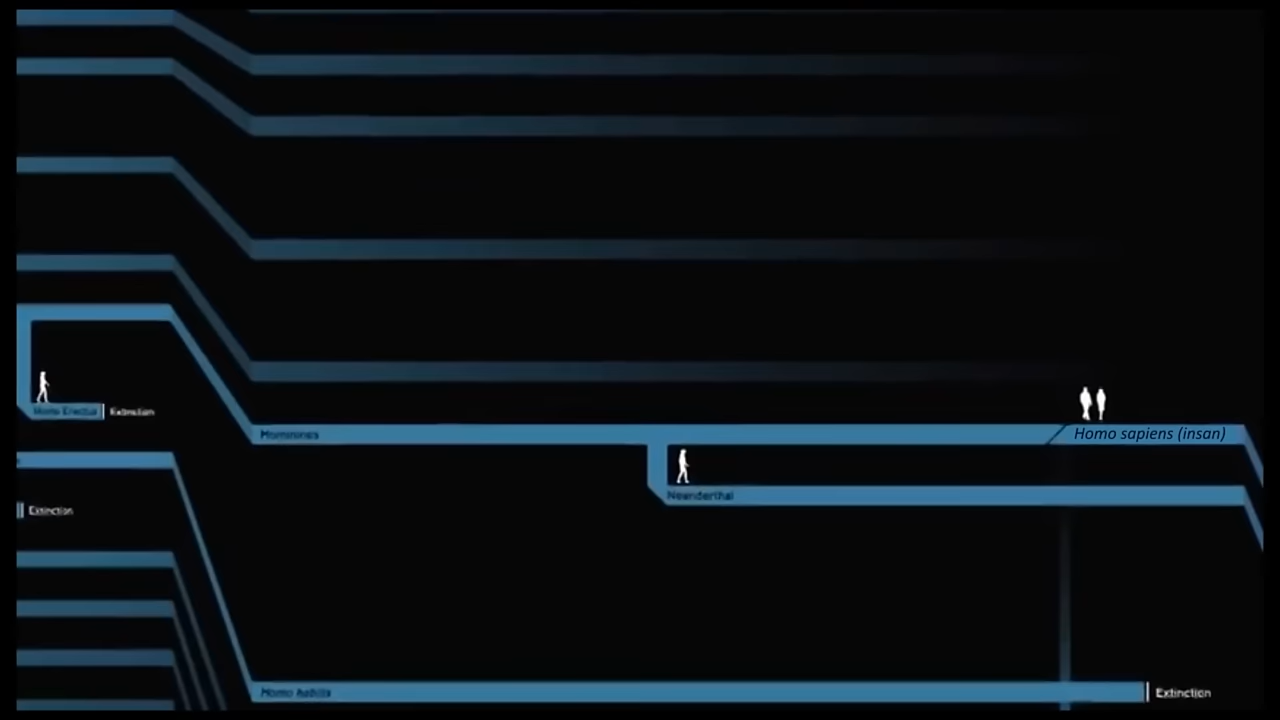 Homo Erectus | Extinction
Hominines
Homo sapiens (insan)
Neanderthal
Extinction
Homo habilis
Extinction